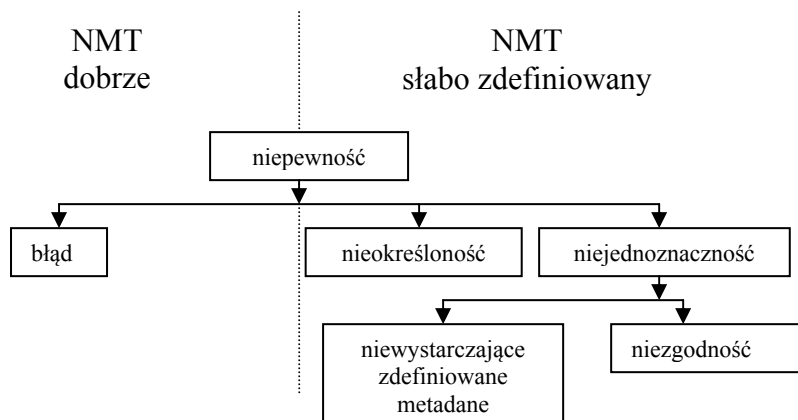 NMT
dobrze
NMT
słabo zdefiniowany
niepewność
błąd
nieokreśloność
niejednoznaczność
niewystarczające
zdefiniowane
metadane
niezgodność